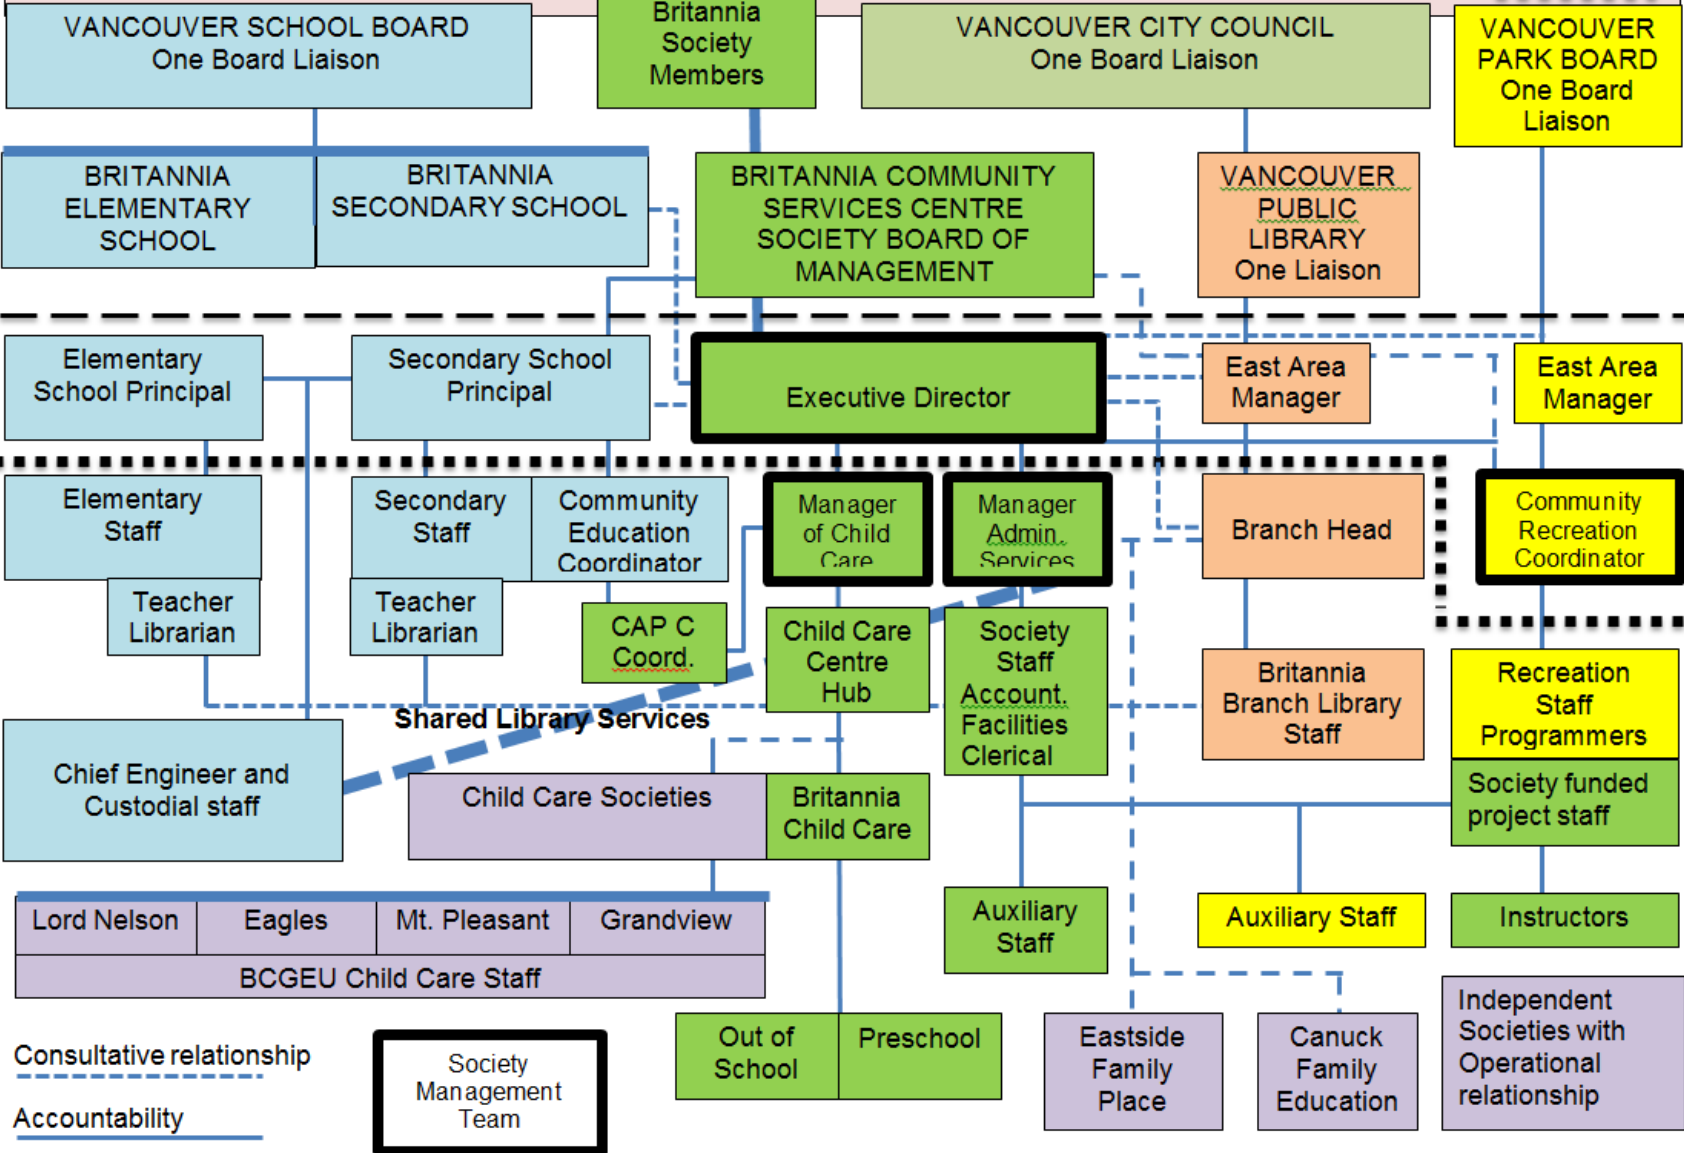 VANCOUVER SCHOOL BOARD
One Board Liaison
Britannia
Society
Members
VANCOUVER CITY COUNCIL
One Board Liaison
VANCOUVER
PARK BOARD
One Board
Liaison
BRITANNIA
ELEMENTARY
SCHOOL
BRITANNIA
SECONDARY SCHOOL
BRITANNIA COMMUNITY
SERVICES CENTRE
SOCIETY BOARD OF
MANAGEMENT
VANCOUVER
PUBLIC
LIBRARY
One Liaison
Elementary
School Principal
Secondary School
Principal
Executive Director
East Area
Manager
East Area
Manager
Elementary
Staff
Secondary
Staff
Community
Education
Coordinator
Manager
of Child
Care
Manager
Admin.
Services
Branch Head
Community
Recreation
Coordinator
Teacher
Librarian
Teacher
Librarian
CAP C
Coord.
Child Care
Centre
Hub
Society
Staff
Account.
Facilities
Clerical
Britannia
Branch Library
Staff
Recreation
Staff
Programmers
Shared Library Services
Chief Engineer and
Custodial staff
Child Care Societies
Britannia
Child Care
Society funded
project staff
Lord Nelson
Eagles
Mt. Pleasant
Grandview
BCGEU Child Care Staff
Auxiliary
Staff
Auxiliary Staff
Instructors
Consultative relationship
Accountability
Society
Management
Team
Out of
School
Preschool
Eastside
Family
Place
Canuck
Family
Education
Independent
Societies with
Operational
relationship